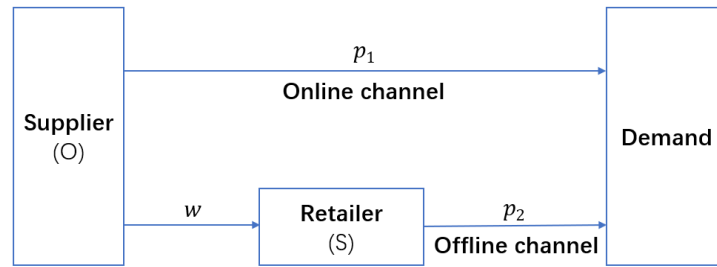 p₁
Online channel
Supplier
(O)
Demand
w
Retailer
(S)
p₂
Offline channel